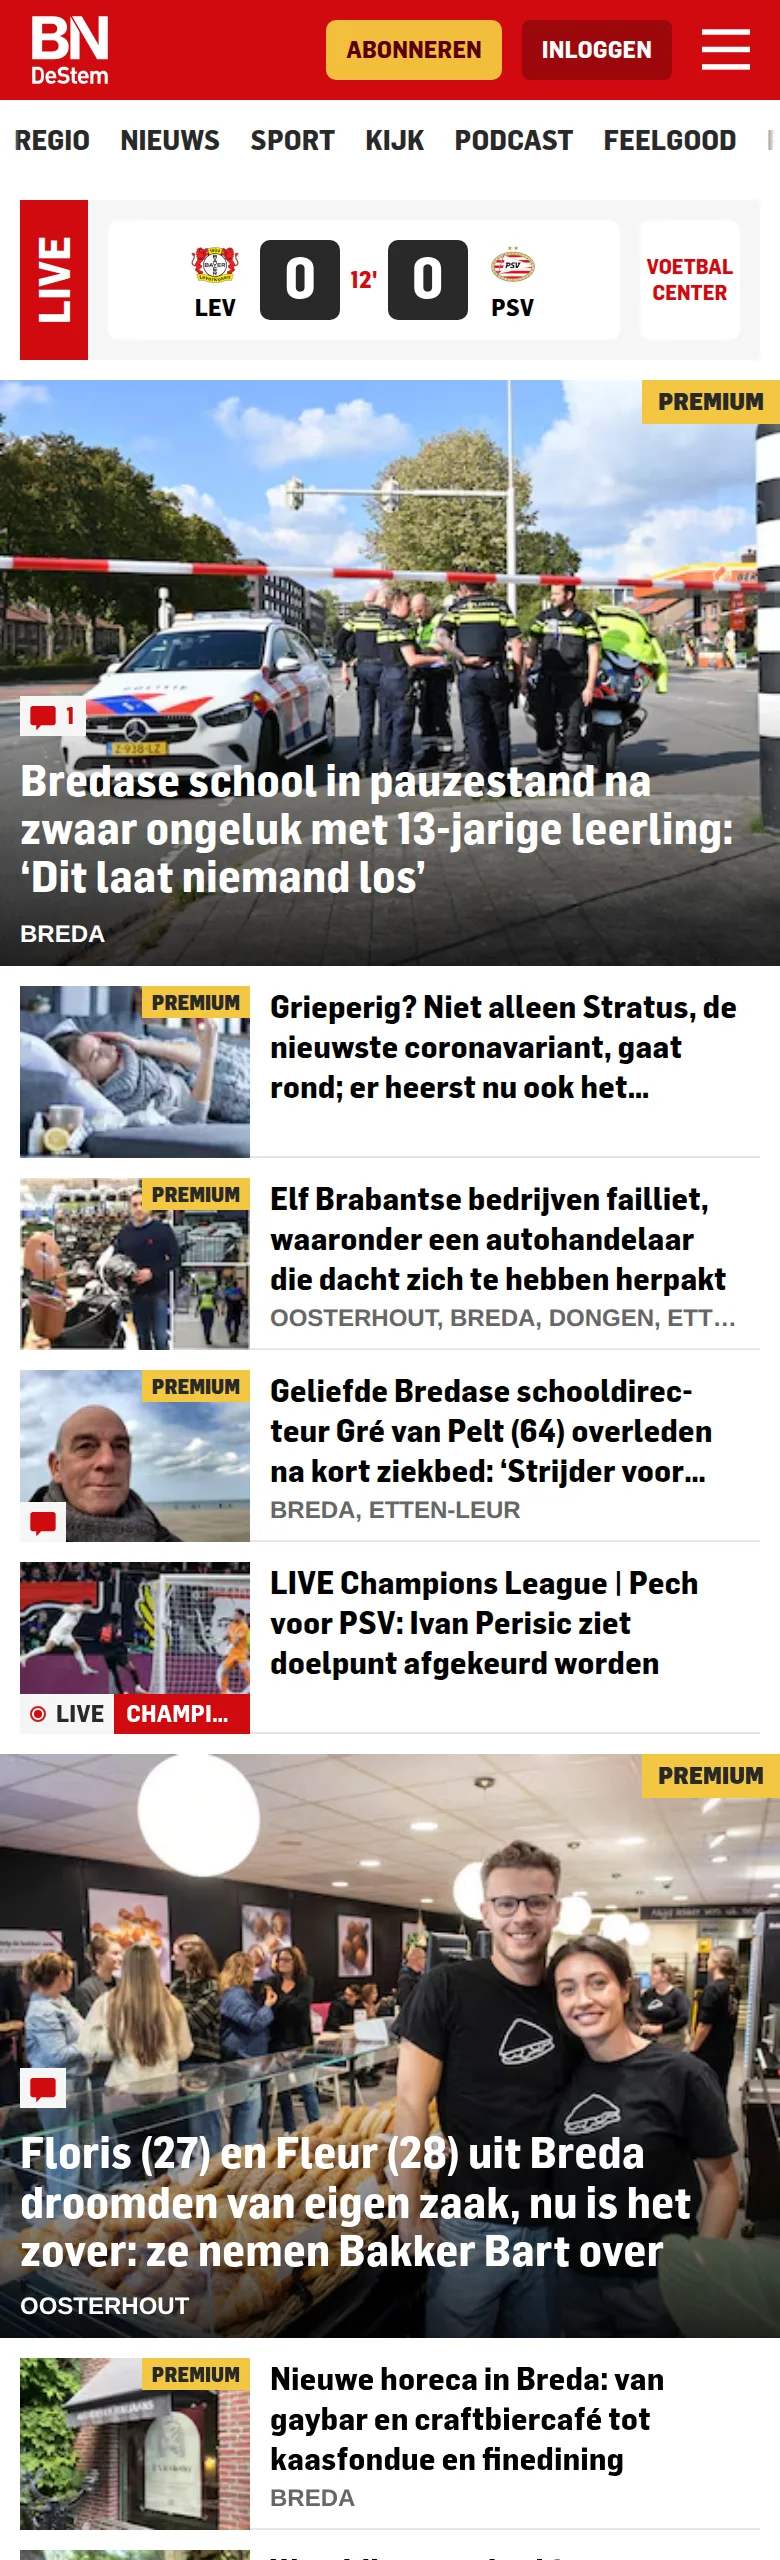 BN
DeStem
ABONNEREN
INLOGGEN
REGIO NIEUWS SPORT KIJK PODCAST FEELGOOD
LIVE
LEV
0
12'
0
PSV
VOETBAL
CENTER
PREMIUM
POLITIE
Z-938-LZ
1
Bredase school in pauzestand na
zwaar ongeluk met 13-jarige leerling:
‘Dit laat niemand los’
BREDA
PREMIUM
Grieperig? Niet alleen Stratus, de
nieuwste coronavariant, gaat
rond; er heerst nu ook het...
PREMIUM
Elf Brabantse bedrijven failliet,
waaronder een autohandelaar
die dacht zich te hebben herpakt
OOSTERHOUT, BREDA, DONGEN, ETT...
PREMIUM
Geliefde Bredase schooldirec-
teur Gré van Pelt (64) overleden
na kort ziekbed: ‘Strijder voor...
BREDA, ETTEN-LEUR
LIVE Champions League | Pech
voor PSV: Ivan Perisic ziet
doelpunt afgekeurd worden
LIVE
CHAMPI...
PREMIUM
Floris (27) en Fleur (28) uit Breda
droomden van eigen zaak, nu is het
zover: ze nemen Bakker Bart over
OOSTERHOUT
PREMIUM
Nieuwe horeca in Breda: van
gaybar en craftbiercafé tot
kaasfondue en finedining
BREDA